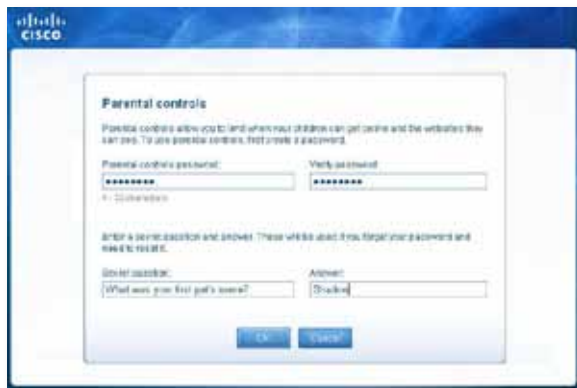 CISCO
Parental controls
Parental controls allow you to limit when your children can get online and the websites they
can see. To use parental controls, first create a password.
Parental controls password: Verify password:
4 - 32 characters
Enter a secret question and answer. These will be used if you forget your password and
need to reset it.
Secret question: Answer:
What was your first pet's name? Shadow
OK Cancel